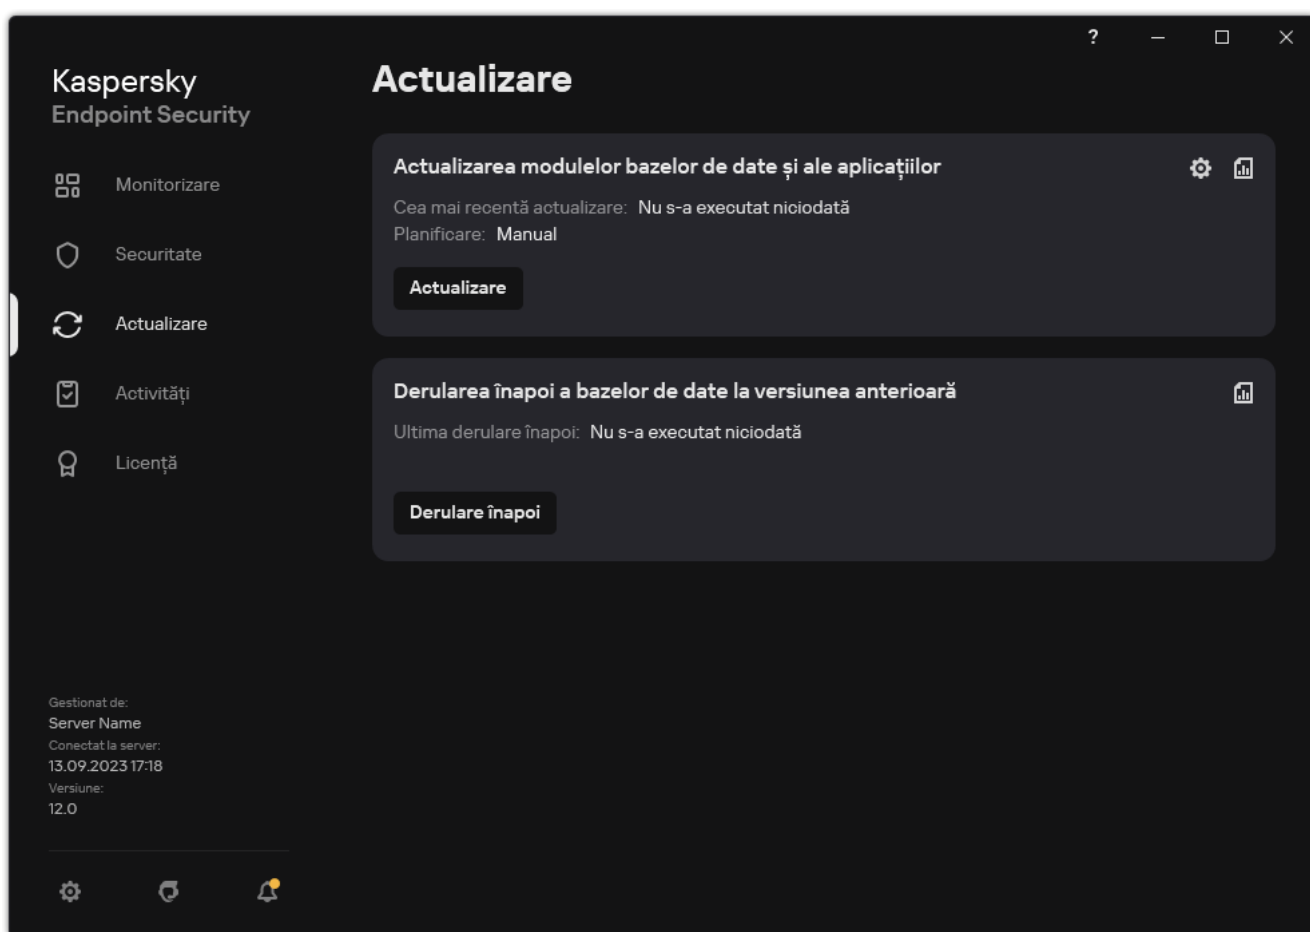 ?
Kaspersky
Endpoint Security
Monitorizare
Securitate
Actualizare
Activități
Licență
Gestionat de:
Server Name
Conectat la server:
13.09.2023 17:18
Versiune:
12.0
Actualizare
Actualizarea modulelor bazelor de date și ale aplicațiilor
Cea mai recentă actualizare: Nu s-a executat niciodată
Planificare: Manual
Actualizare
Derularea înapoi a bazelor de date la versiunea anterioară
Ultima derulare înapoi: Nu s-a executat niciodată
Derulare înapoi